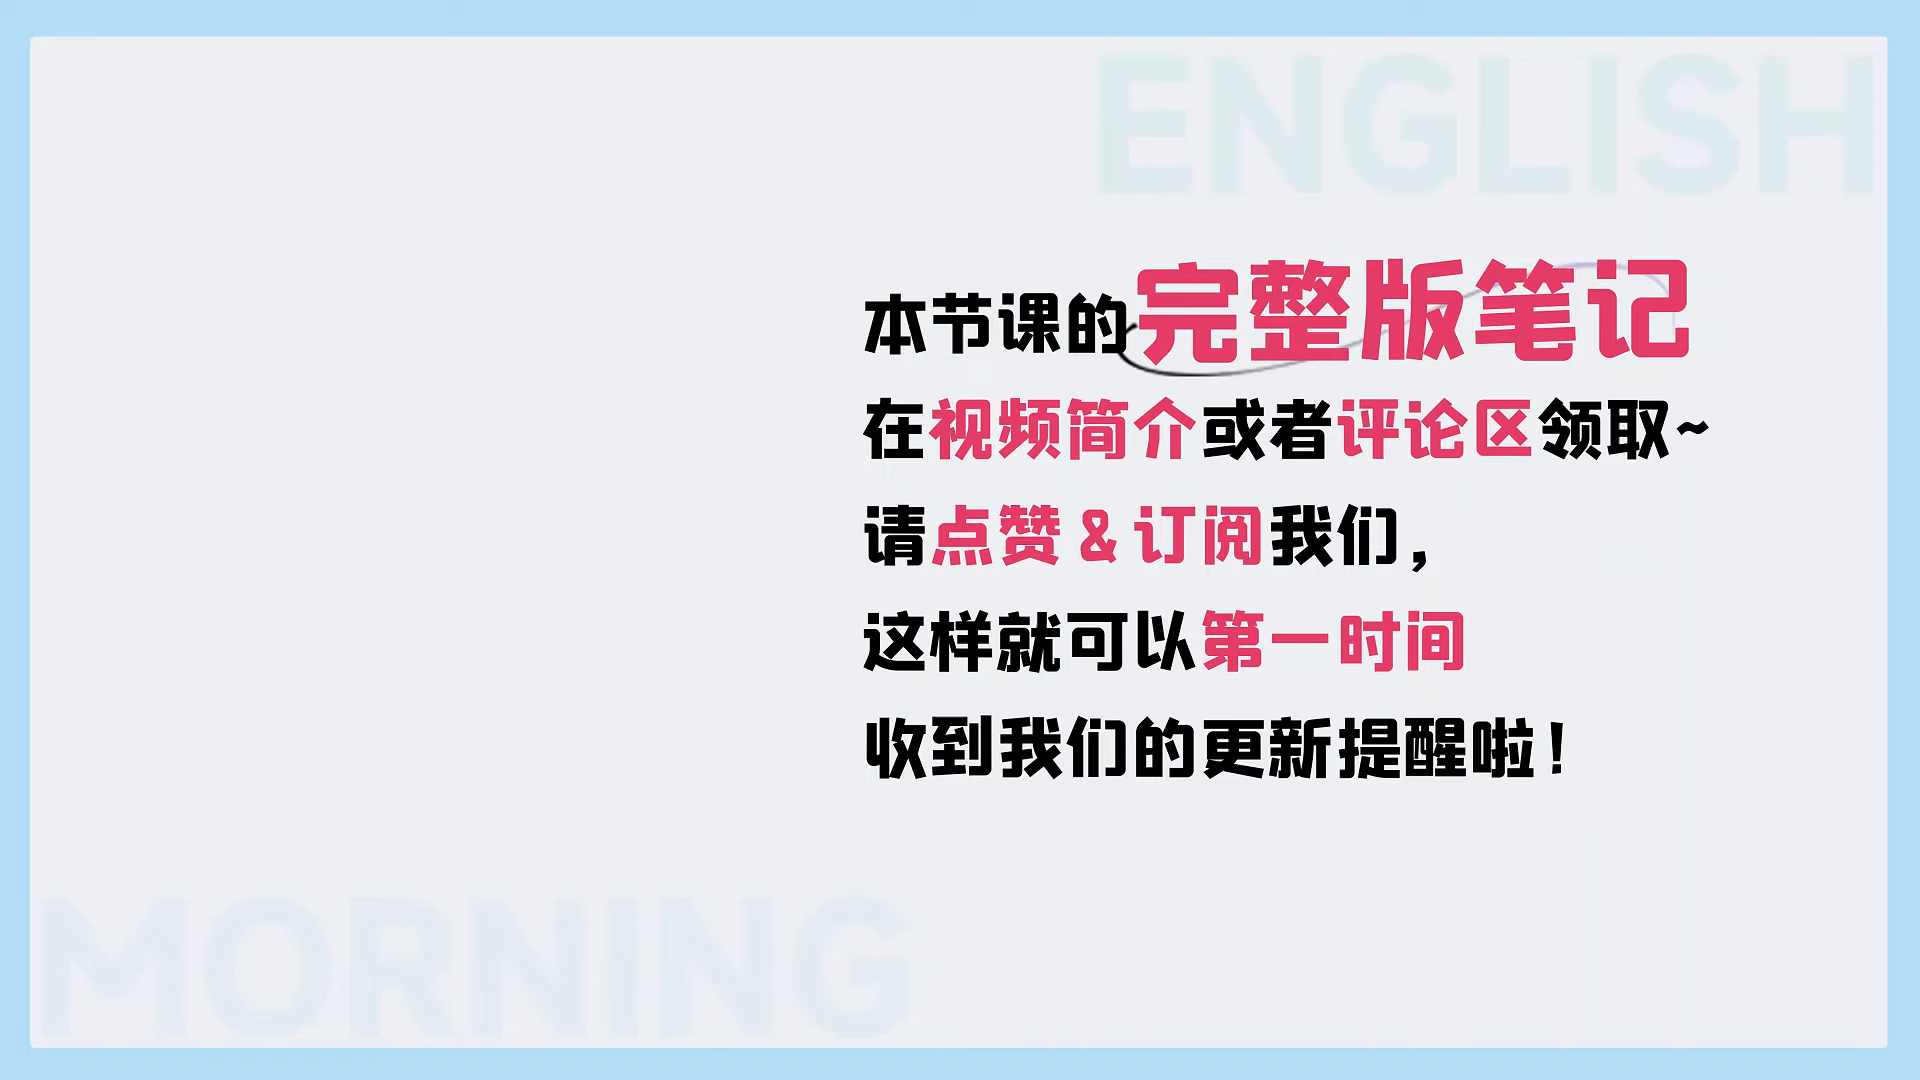 ENGLISH
本节课的完整版笔记
在视频简介或者评论区领取~
请点赞&订阅我们，
这样就可以第一时间
收到我们的更新提醒啦！
MORNING